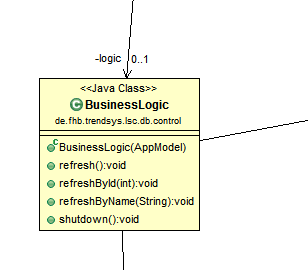 -logic 0..1
<<Java Class>>
BusinessLogic
de.fhb.trendsys.lsc.db.control
BusinessLogic(AppModel)
refresh():void
refreshById(int):void
refreshByName(String):void
shutdown():void